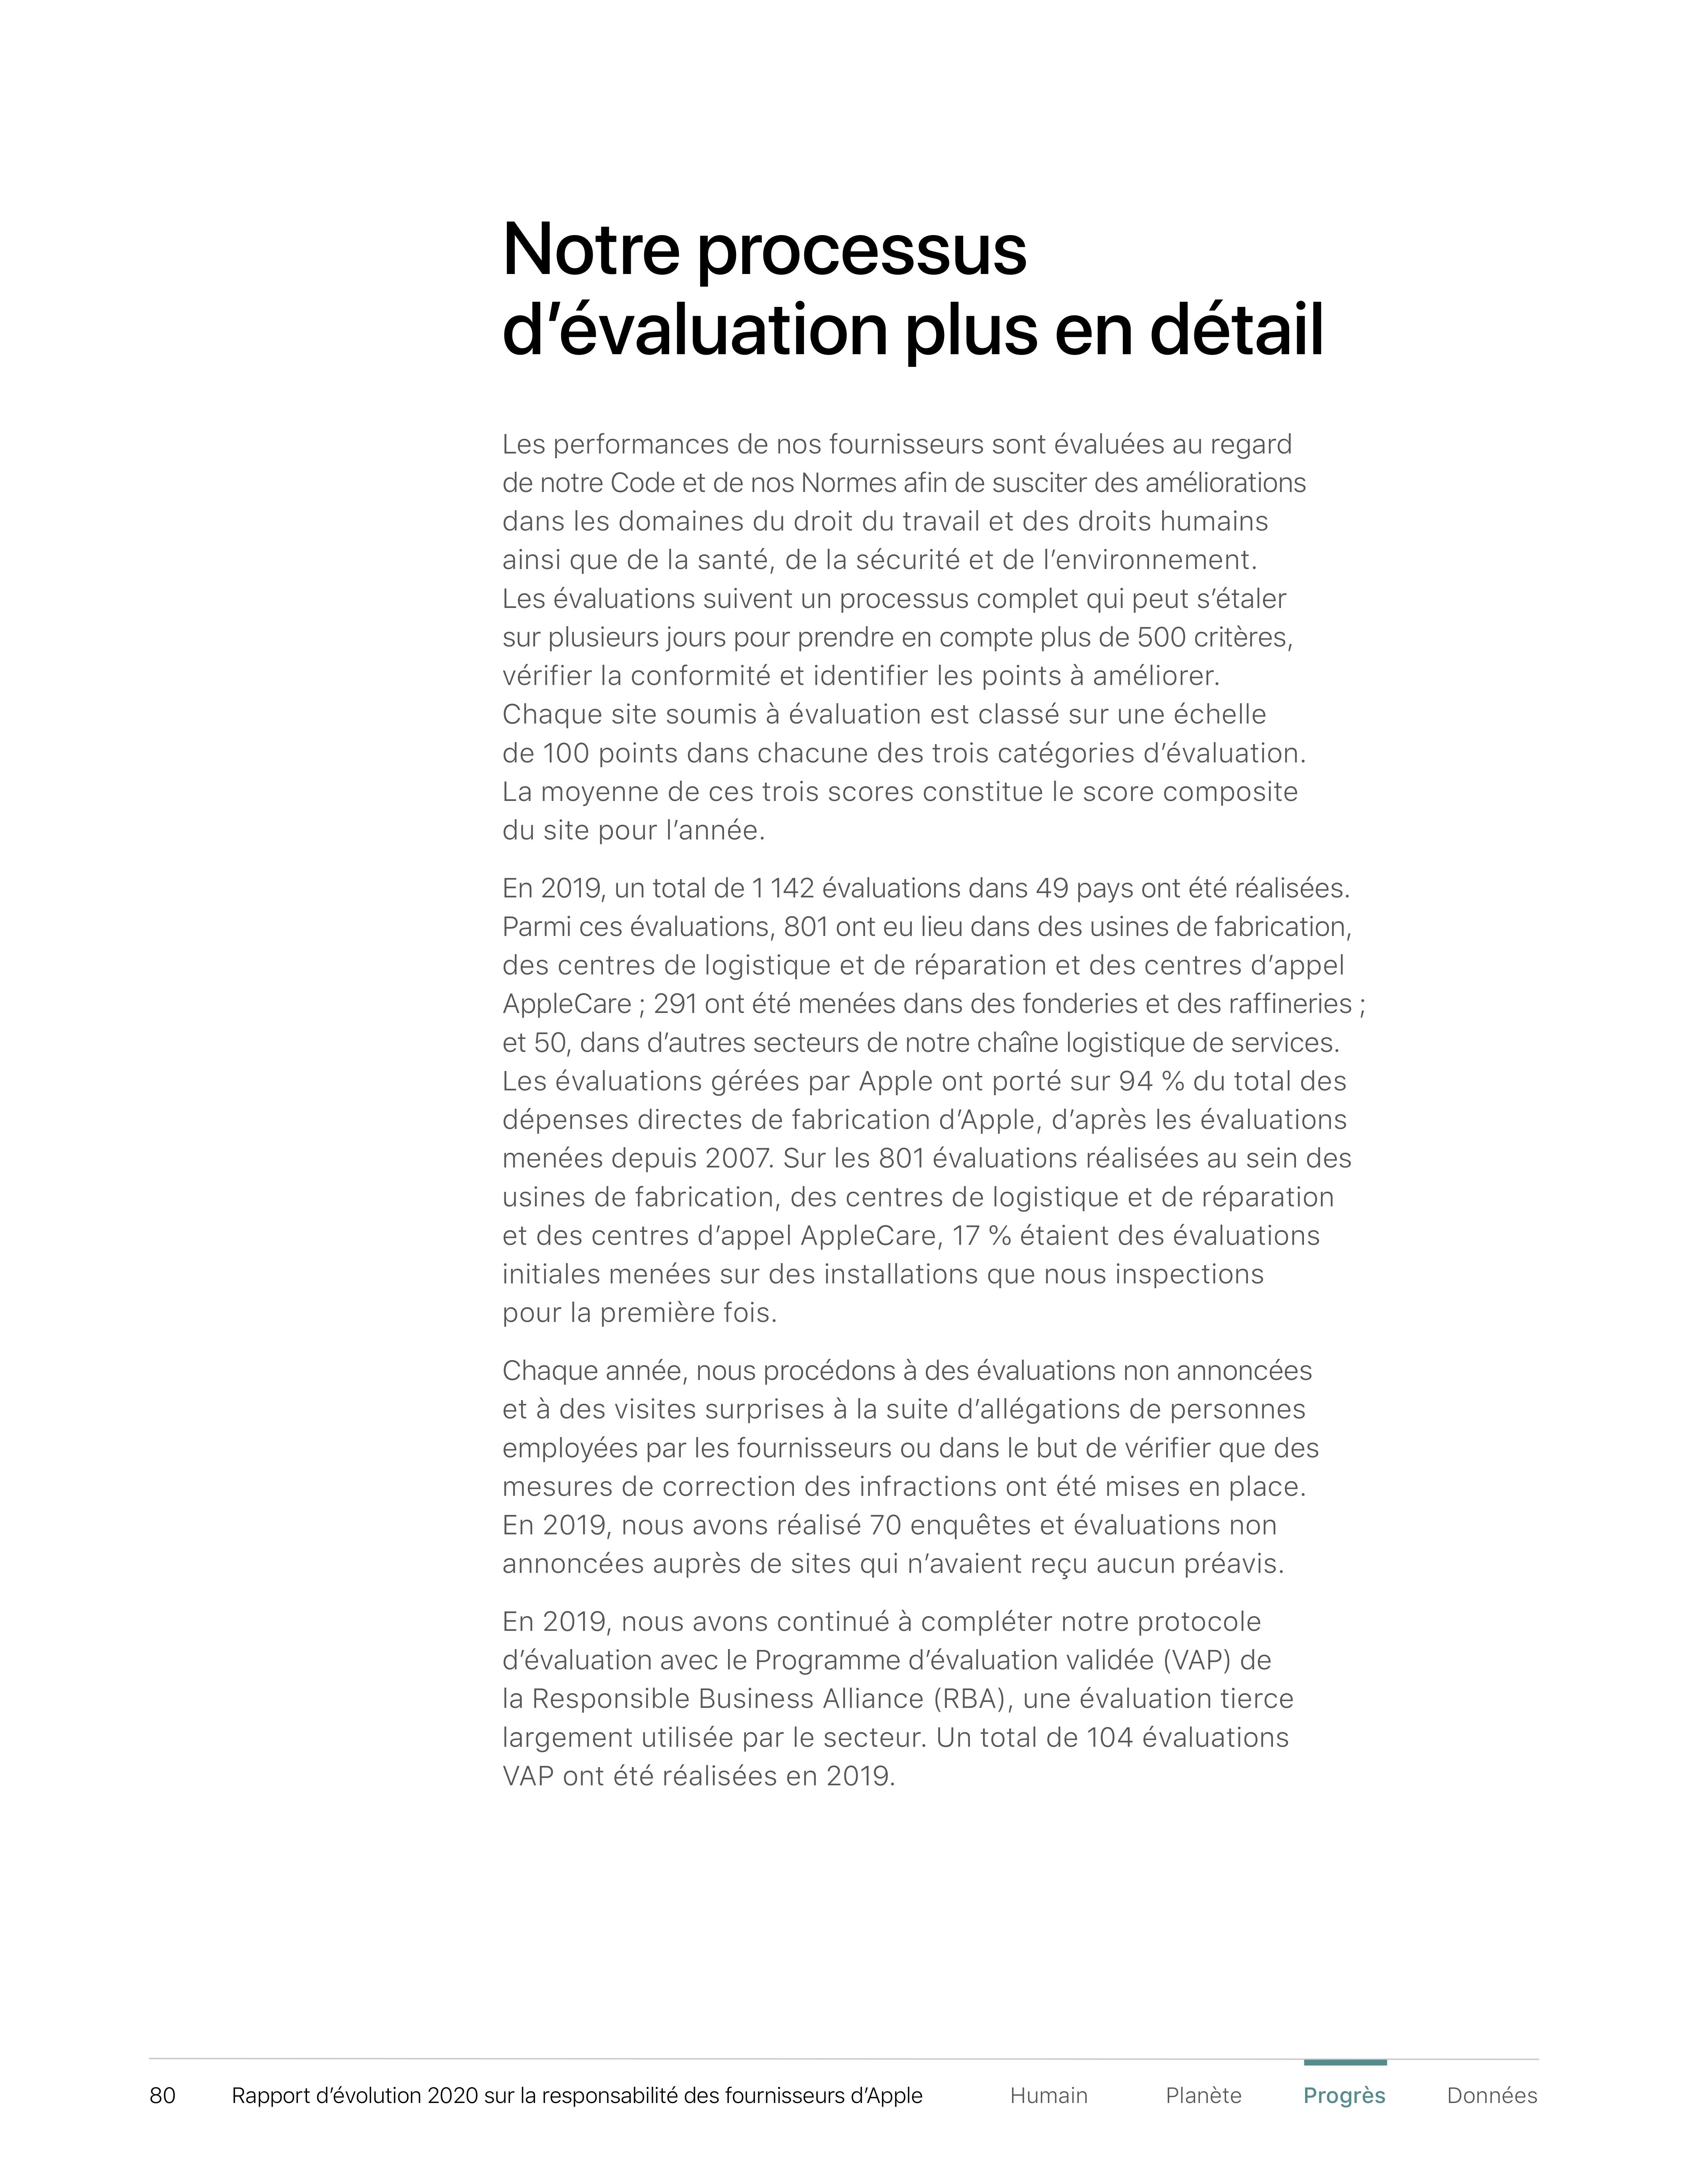 Notre processus
d’évaluation plus en détail
Les performances de nos fournisseurs sont évaluées au regard
de notre Code et de nos Normes afin de susciter des améliorations
dans les domaines du droit du travail et des droits humains
ainsi que de la santé, de la sécurité et de l’environnement.
Les évaluations suivent un processus complet qui peut s’étaler
sur plusieurs jours pour prendre en compte plus de 500 critères,
vérifier la conformité et identifier les points à améliorer.
Chaque site soumis à évaluation est classé sur une échelle
de 100 points dans chacune des trois catégories d’évaluation.
La moyenne de ces trois scores constitue le score composite
du site pour l’année.
En 2019, un total de 1 142 évaluations dans 49 pays ont été réalisées.
Parmi ces évaluations, 801 ont eu lieu dans des usines de fabrication,
des centres de logistique et de réparation et des centres d’appel
AppleCare ; 291 ont été menées dans des fonderies et des raffineries ;
et 50, dans d’autres secteurs de notre chaîne logistique de services.
Les évaluations gérées par Apple ont porté sur 94 % du total des
dépenses directes de fabrication d’Apple, d’après les évaluations
menées depuis 2007. Sur les 801 évaluations réalisées au sein des
usines de fabrication, des centres de logistique et de réparation
et des centres d’appel AppleCare, 17 % étaient des évaluations
initiales menées sur des installations que nous inspections
pour la première fois.
Chaque année, nous procédons à des évaluations non annoncées
et à des visites surprises à la suite d’allégations de personnes
employées par les fournisseurs ou dans le but de vérifier que des
mesures de correction des infractions ont été mises en place.
En 2019, nous avons réalisé 70 enquêtes et évaluations non
annoncées auprès de sites qui n’avaient reçu aucun préavis.
En 2019, nous avons continué à compléter notre protocole
d’évaluation avec le Programme d’évaluation validée (VAP) de
la Responsible Business Alliance (RBA), une évaluation tierce
largement utilisée par le secteur. Un total de 104 évaluations
VAP ont été réalisées en 2019.
80 Rapport d’évolution 2020 sur la responsabilité des fournisseurs d’Apple Humain Planète Progrès Données